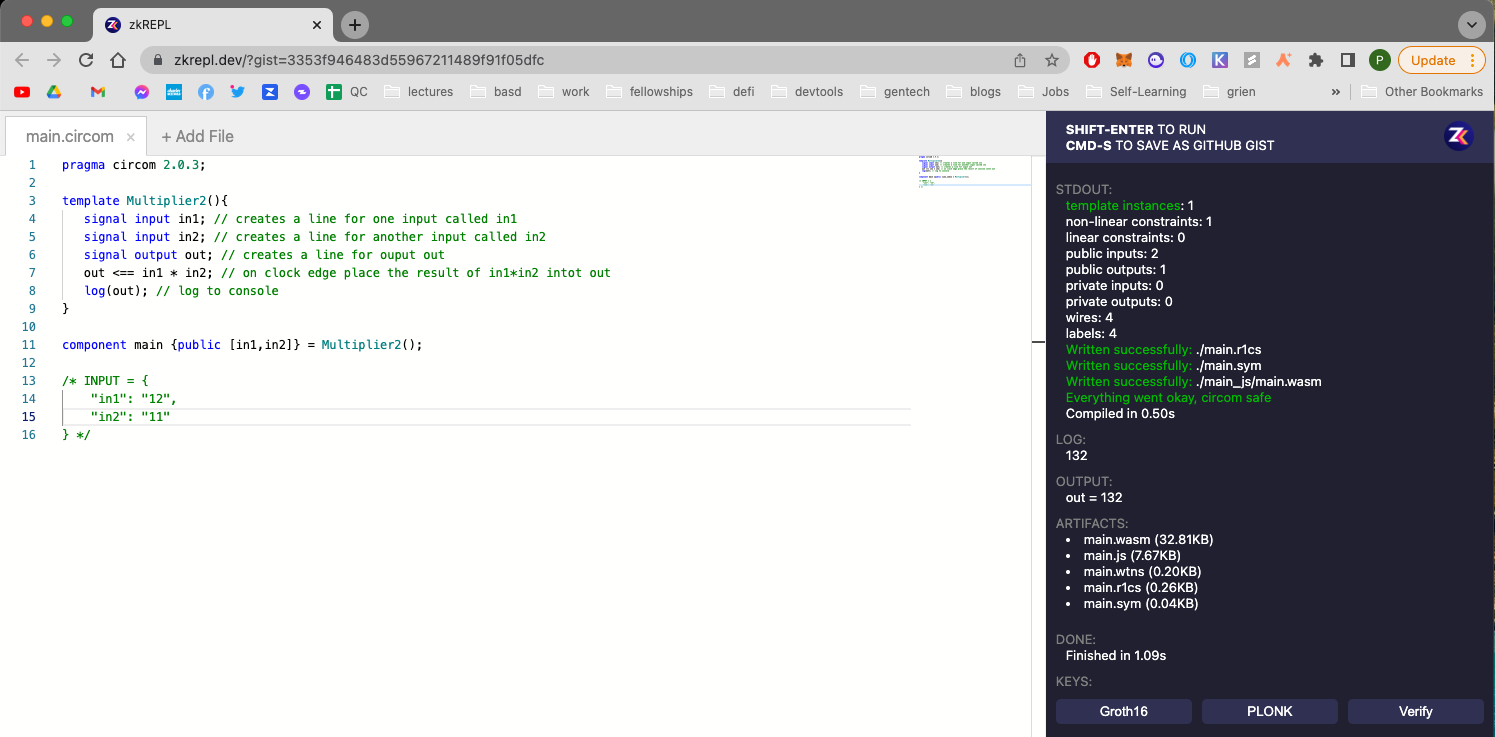 zkREPL
zkrepl.dev/?gist=3353f946483d55967211489f91f05dfc
P
Update
QC
lectures
basd
work
fellowships
defi
devtools
gentech
blogs
Jobs
Self-Learning
grien
»
Other Bookmarks
main.circom ×
+ Add File
1 pragma circom 2.0.3;
2
3 template Multiplier2(){
4 signal input in1; // creates a line for one input called in1
5 signal input in2; // creates a line for another input called in2
6 signal output out; // creates a line for ouput out
7 out <== in1 * in2; // on clock edge place the result of in1*in2 intot out
8 log(out); // log to console
9 }
10
11 component main {public [in1,in2]} = Multiplier2();
12
13 /* INPUT = {
14 "in1": "12",
15 "in2": "11"
16 } */
SHIFT-ENTER TO RUN
CMD-S TO SAVE AS GITHUB GIST
STDOUT:
template instances: 1
non-linear constraints: 1
linear constraints: 0
public inputs: 2
public outputs: 1
private inputs: 0
private outputs: 0
wires: 4
labels: 4
Written successfully: ./main.r1cs
Written successfully: ./main.sym
Written successfully: ./main_js/main.wasm
Everything went okay, circom safe
Compiled in 0.50s
LOG:
132
OUTPUT:
out = 132
ARTIFACTS:
• main.wasm (32.81KB)
• main.js (7.67KB)
• main.wtns (0.20KB)
• main.r1cs (0.26KB)
• main.sym (0.04KB)
DONE:
Finished in 1.09s
KEYS:
Groth16
PLONK
Verify